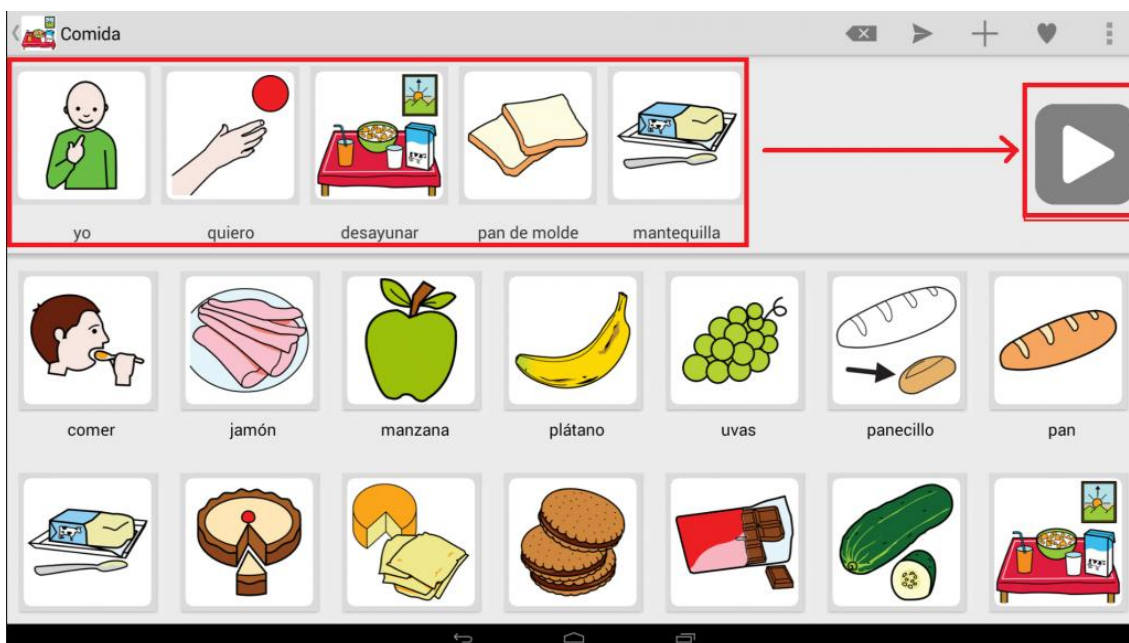 Comida
yo quiero desayunar pan de molde mantequilla
comer jamón manzana plátano uvas panecillo pan